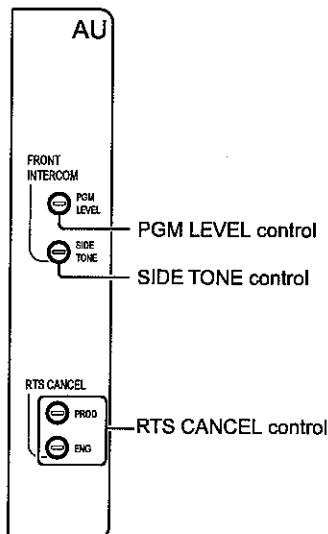 AU
FRONT
INTERCOM
PGM
LEVEL
PGM LEVEL control
SIDE
TONE
SIDE TONE control
RTS CANCEL
PROD
RTS CANCEL control
ENG